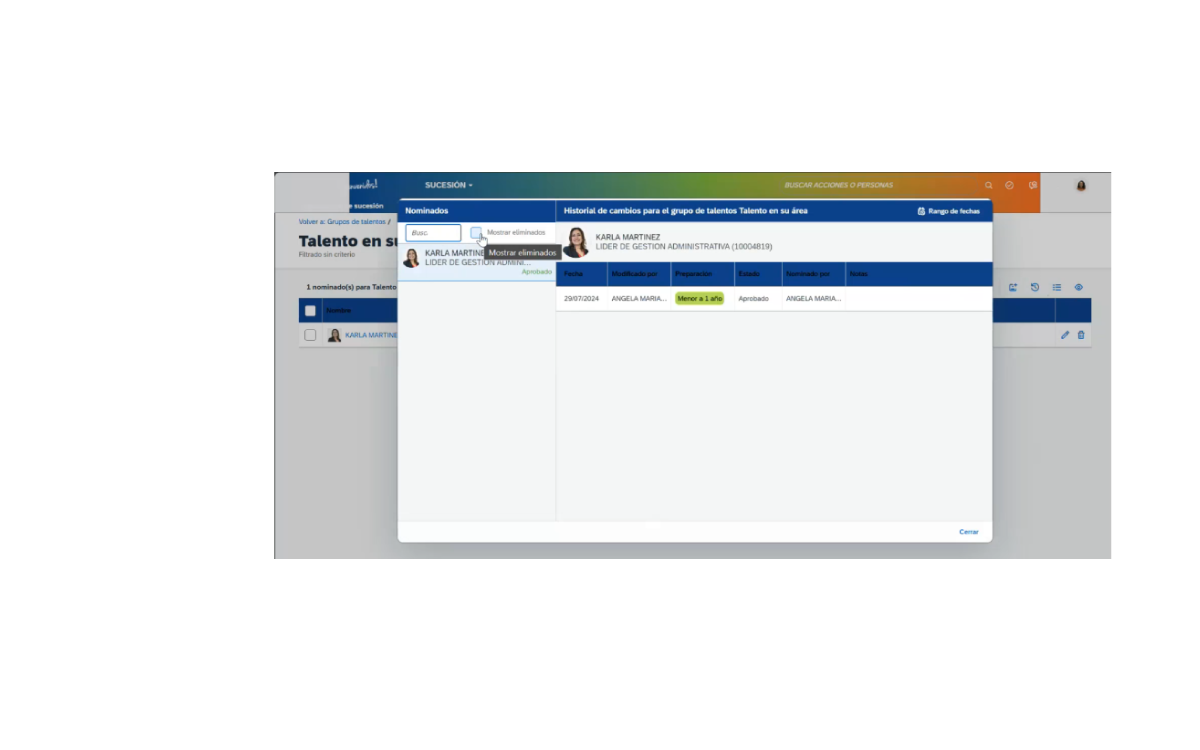 SUCESIÓN
BUSCAR ACCIONES O PERSONAS
sucesión
Volver a: Grupos de talentos /
Talento en su
Filtrado sin criterio
1 nominado(s) para Talento
Nombre
KARLA MARTINE
Nominados
Busc.
Mostrar eliminados
KARLA MARTINE
Mostrar eliminados
LIDER DE GESTION ADMINI...
Aprobado
Historial de cambios para el grupo de talentos Talento en su área
Rango de fechas
KARLA MARTINEZ
LIDER DE GESTION ADMINISTRATIVA (10004819)
Fecha Modificado por Preparación Estado Nominado por Notas
29/07/2024 ANGELA MARIA... Menor a 1 año Aprobado ANGELA MARIA...
Cerrar